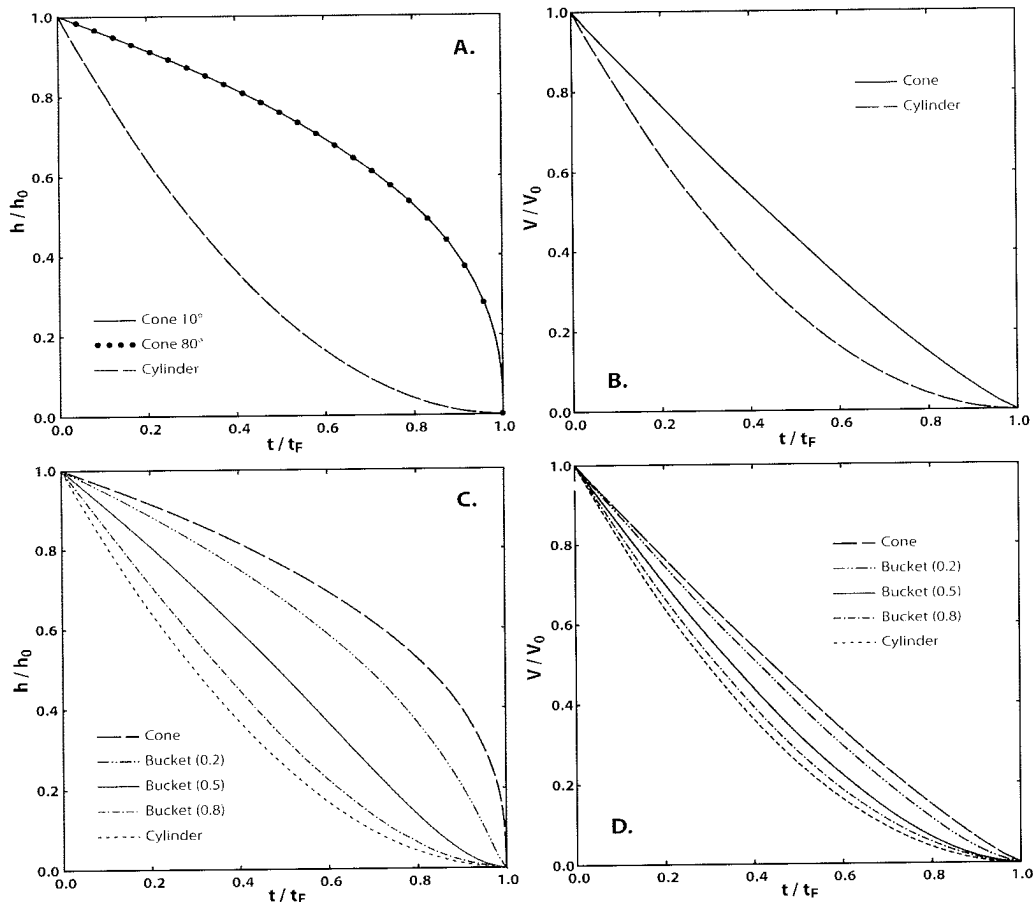 A.
h / h0
1.0
0.8
0.6
0.4
0.2
0.0
Cone 10°
Cone 80°
Cylinder
0.0 0.2 0.4 0.6 0.8 1.0
t / tF
B.
V / V0
1.0
0.8
0.6
0.4
0.2
0.0
Cone
Cylinder
0.0 0.2 0.4 0.6 0.8 1.0
t / tF
C.
h / h0
1.0
0.8
0.6
0.4
0.2
0.0
Cone
Bucket (0.2)
Bucket (0.5)
Bucket (0.8)
Cylinder
0.0 0.2 0.4 0.6 0.8 1.0
t / tF
D.
V / V0
1.0
0.8
0.6
0.4
0.2
0.0
Cone
Bucket (0.2)
Bucket (0.5)
Bucket (0.8)
Cylinder
0.0 0.2 0.4 0.6 0.8 1.0
t / tF